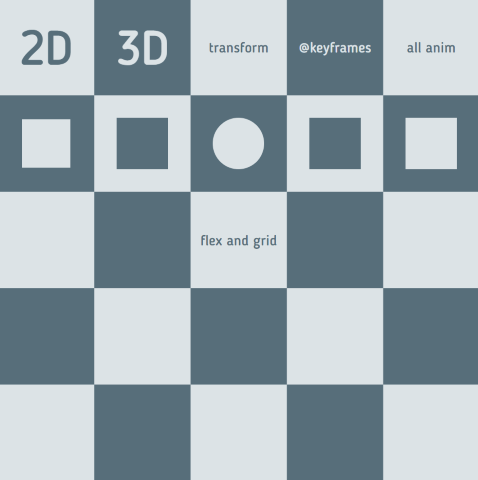 2D
3D
transform
@keyframes
all anim
flex and grid